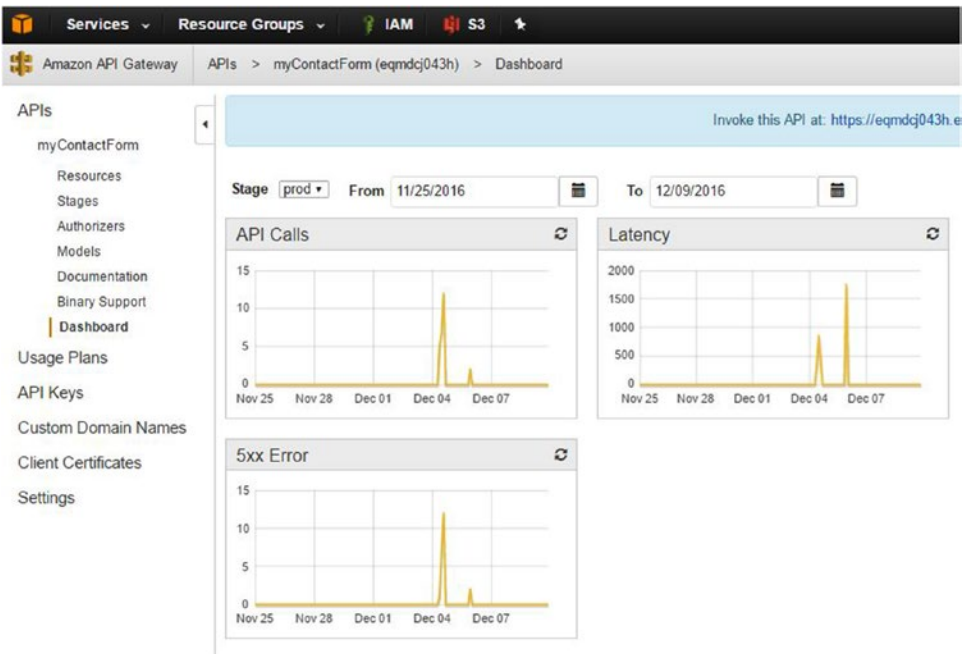 Services Resource Groups IAM S3
Amazon API Gateway APIs > myContactForm (eqmdcj043h) > Dashboard
APIs
myContactForm
Resources
Stages
Authorizers
Models
Documentation
Binary Support
Dashboard
Usage Plans
API Keys
Custom Domain Names
Client Certificates
Settings
Invoke this API at: https://eqmdcj043h.e
Stage prod From 11/25/2016 To 12/09/2016
API Calls
15
10
5
0
Nov 25 Nov 28 Dec 01 Dec 04 Dec 07
Latency
2000
1500
1000
500
0
Nov 25 Nov 28 Dec 01 Dec 04 Dec 07
5xx Error
15
10
5
0
Nov 25 Nov 28 Dec 01 Dec 04 Dec 07